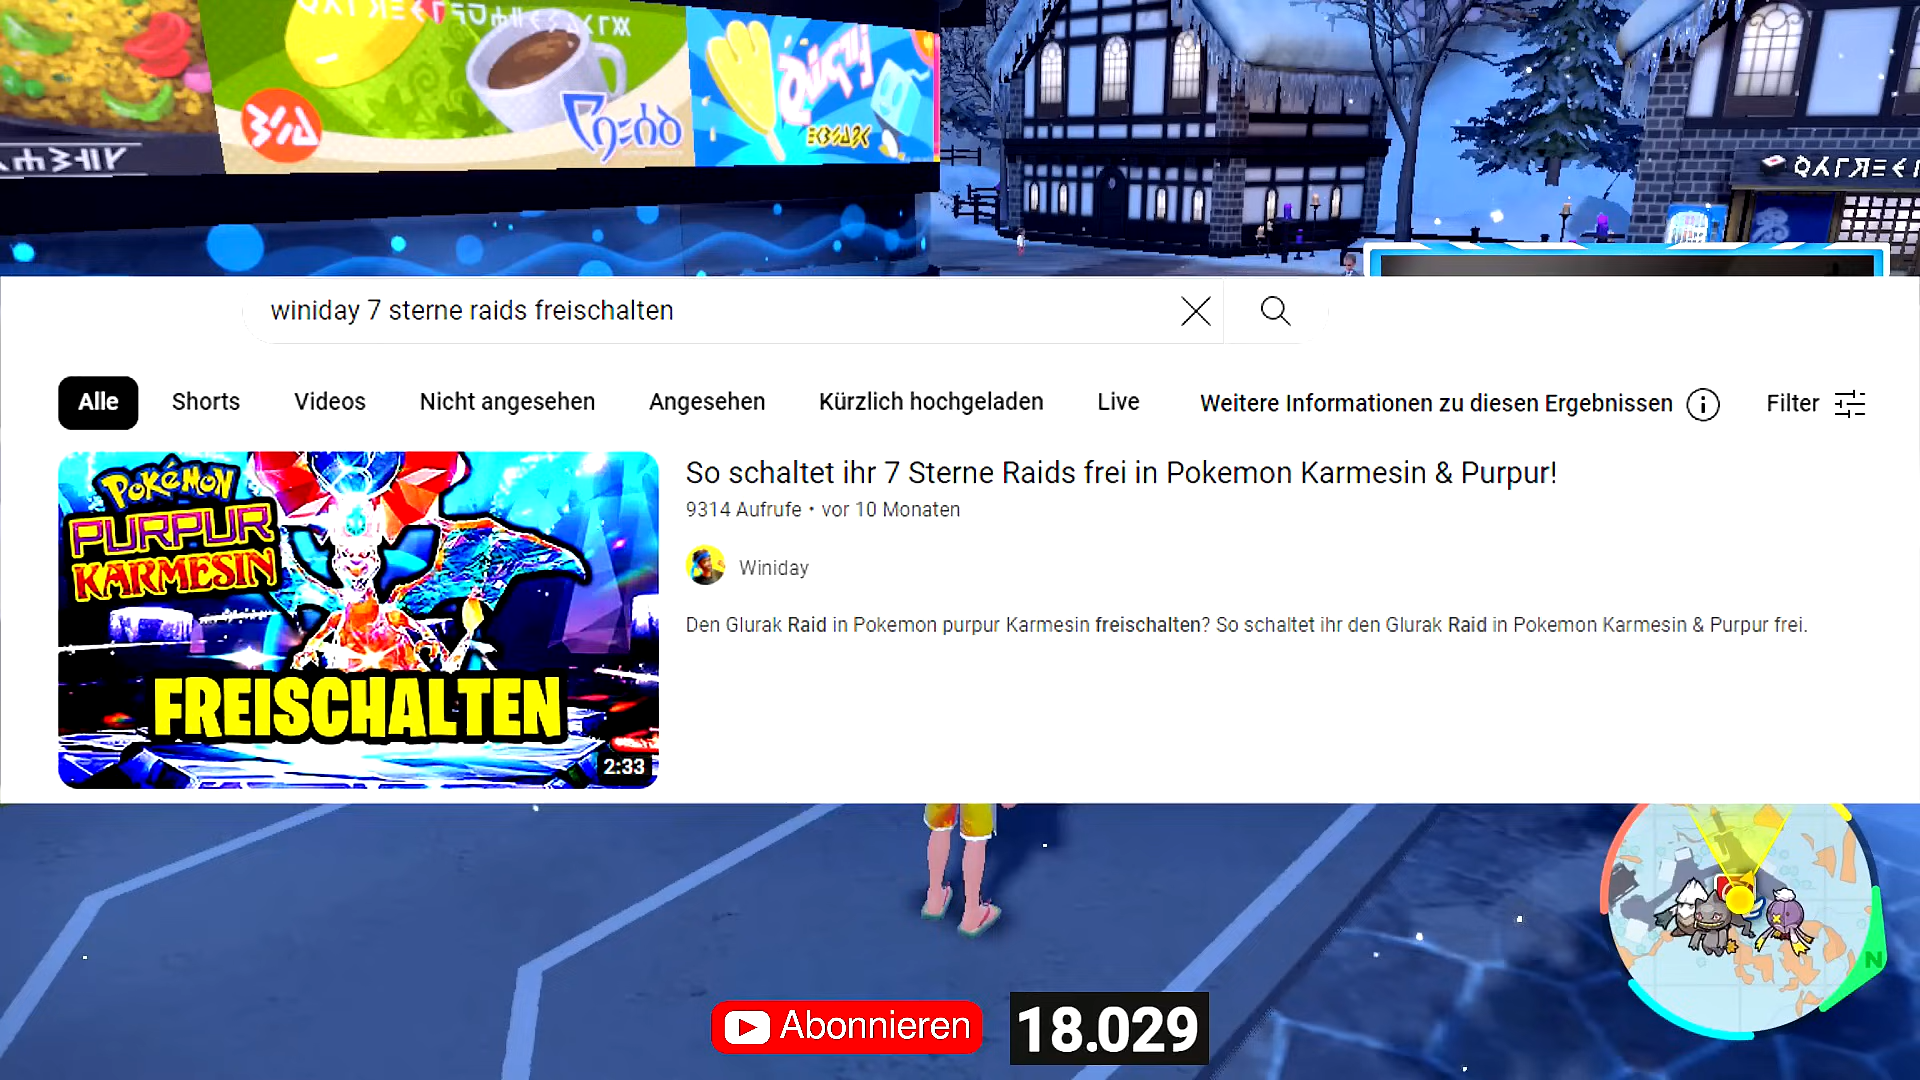 winiday 7 sterne raids freischalten
Alle
Shorts
Videos
Nicht angesehen
Angesehen
Kürzlich hochgeladen
Live
Weitere Informationen zu diesen Ergebnissen
Filter
POKÉMON
PURPUR
KARMESIN
FREISCHALTEN
2:33
So schaltet ihr 7 Sterne Raids frei in Pokemon Karmesin & Purpur!
9314 Aufrufe • vor 10 Monaten
Winiday
Den Glurak Raid in Pokemon purpur Karmesin freischalten? So schaltet ihr den Glurak Raid in Pokemon Karmesin & Purpur frei.
N
Abonnieren
18.029